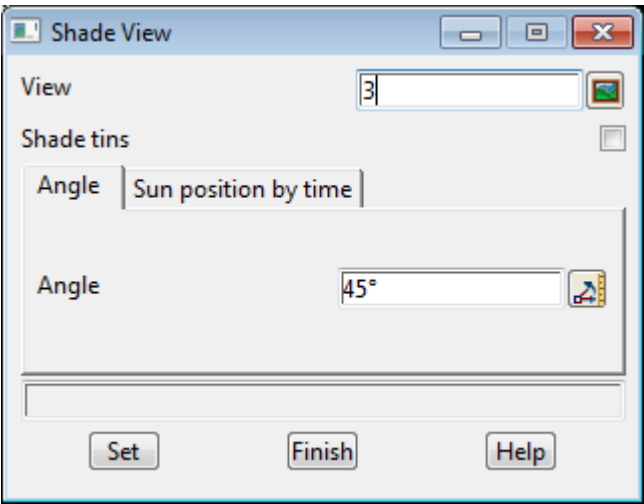 Shade View
View 3
Shade tins
Angle Sun position by time
Angle 45°
Set Finish Help